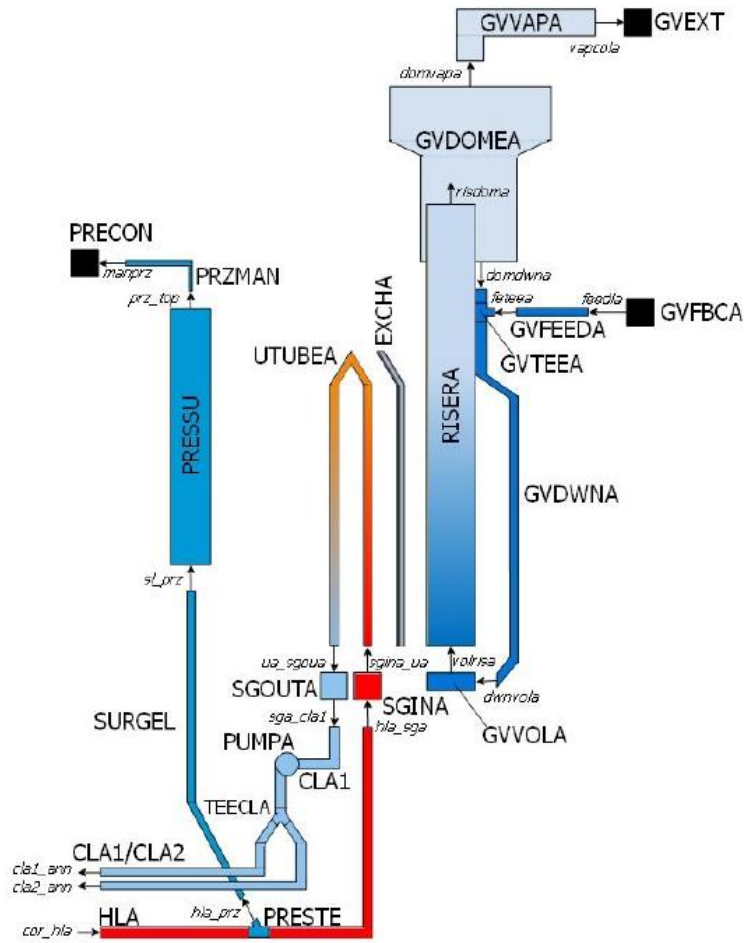 GVVAPA
GVEXT
vapcola
domvapa
GVDOMEA
risdoma
PRECON
manprz
PRZMAN
prz_top
domdwna
feteea
feedla
GVFEEDA
GVFBCA
GVTEEA
EXCHA
UTUBEA
RISERA
PRESSU
GVDWNA
sl_prz
ua_sgoua
sgina_ua
volrisa
SGOUTA
SGINA
dwnvola
GVVOLA
sga_cla1
hla_sga
SURGEL
PUMPA
CLA1
TEECLA
CLA1/CLA2
cla1_ann
cla2_ann
HLA
hla_prz
PRESTE
cor_hla